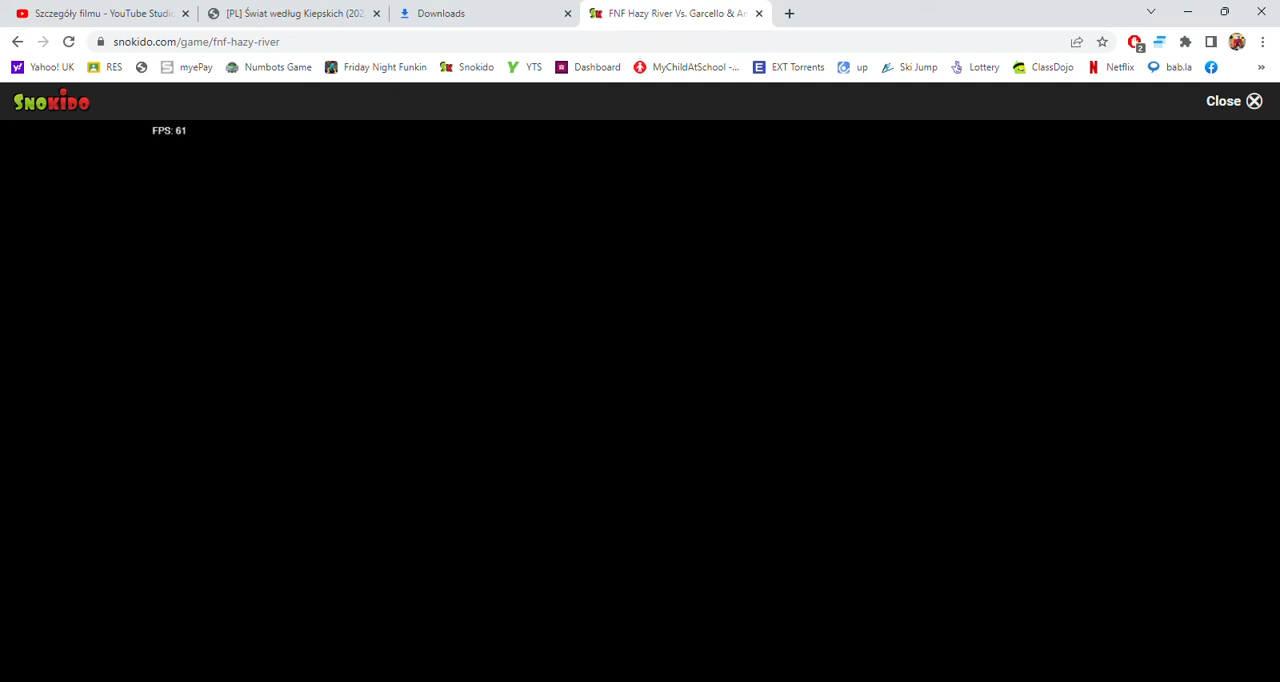 Szczegóły filmu - YouTube Studio [PL] Świat według Kiepskich (202 Downloads FNF Hazy River Vs. Garcello & An
snokido.com/game/fnf-hazy-river 2
Yahoo! UK RES myePay Numbots Game Friday Night Funkin Snokido YTS Dashboard MyChildAtSchool -... EXT Torrents up Ski Jump Lottery ClassDojo Netflix bab.la »
SNOKIDO Close
FPS: 61